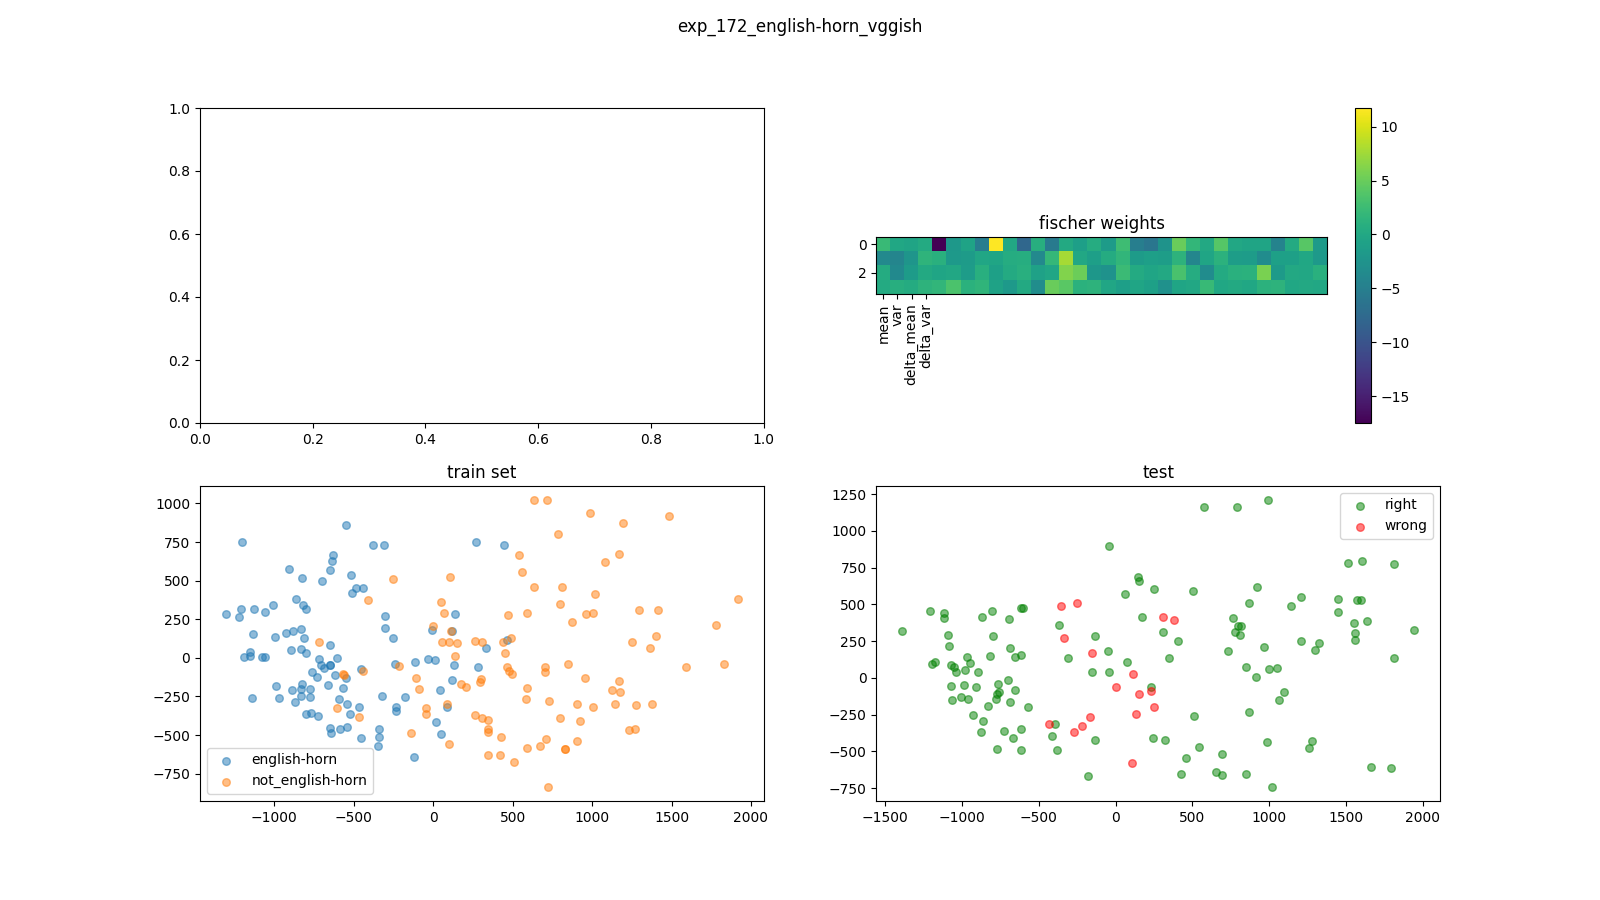 exp_172_english-horn_vggish
1.0
0.8
0.6
0.4
0.2
0.0
0.0 0.2 0.4 0.6 0.8 1.0
fischer weights
0
2
mean
var
delta_mean
delta_var
10
5
0
−5
−10
−15
train set
1000
750
500
250
0
−250
−500
−750
english-horn
not_english-horn
−1000 −500 0 500 1000 1500 2000
test
1250
1000
750
500
250
0
−250
−500
−750
right
wrong
−1500 −1000 −500 0 500 1000 1500 2000